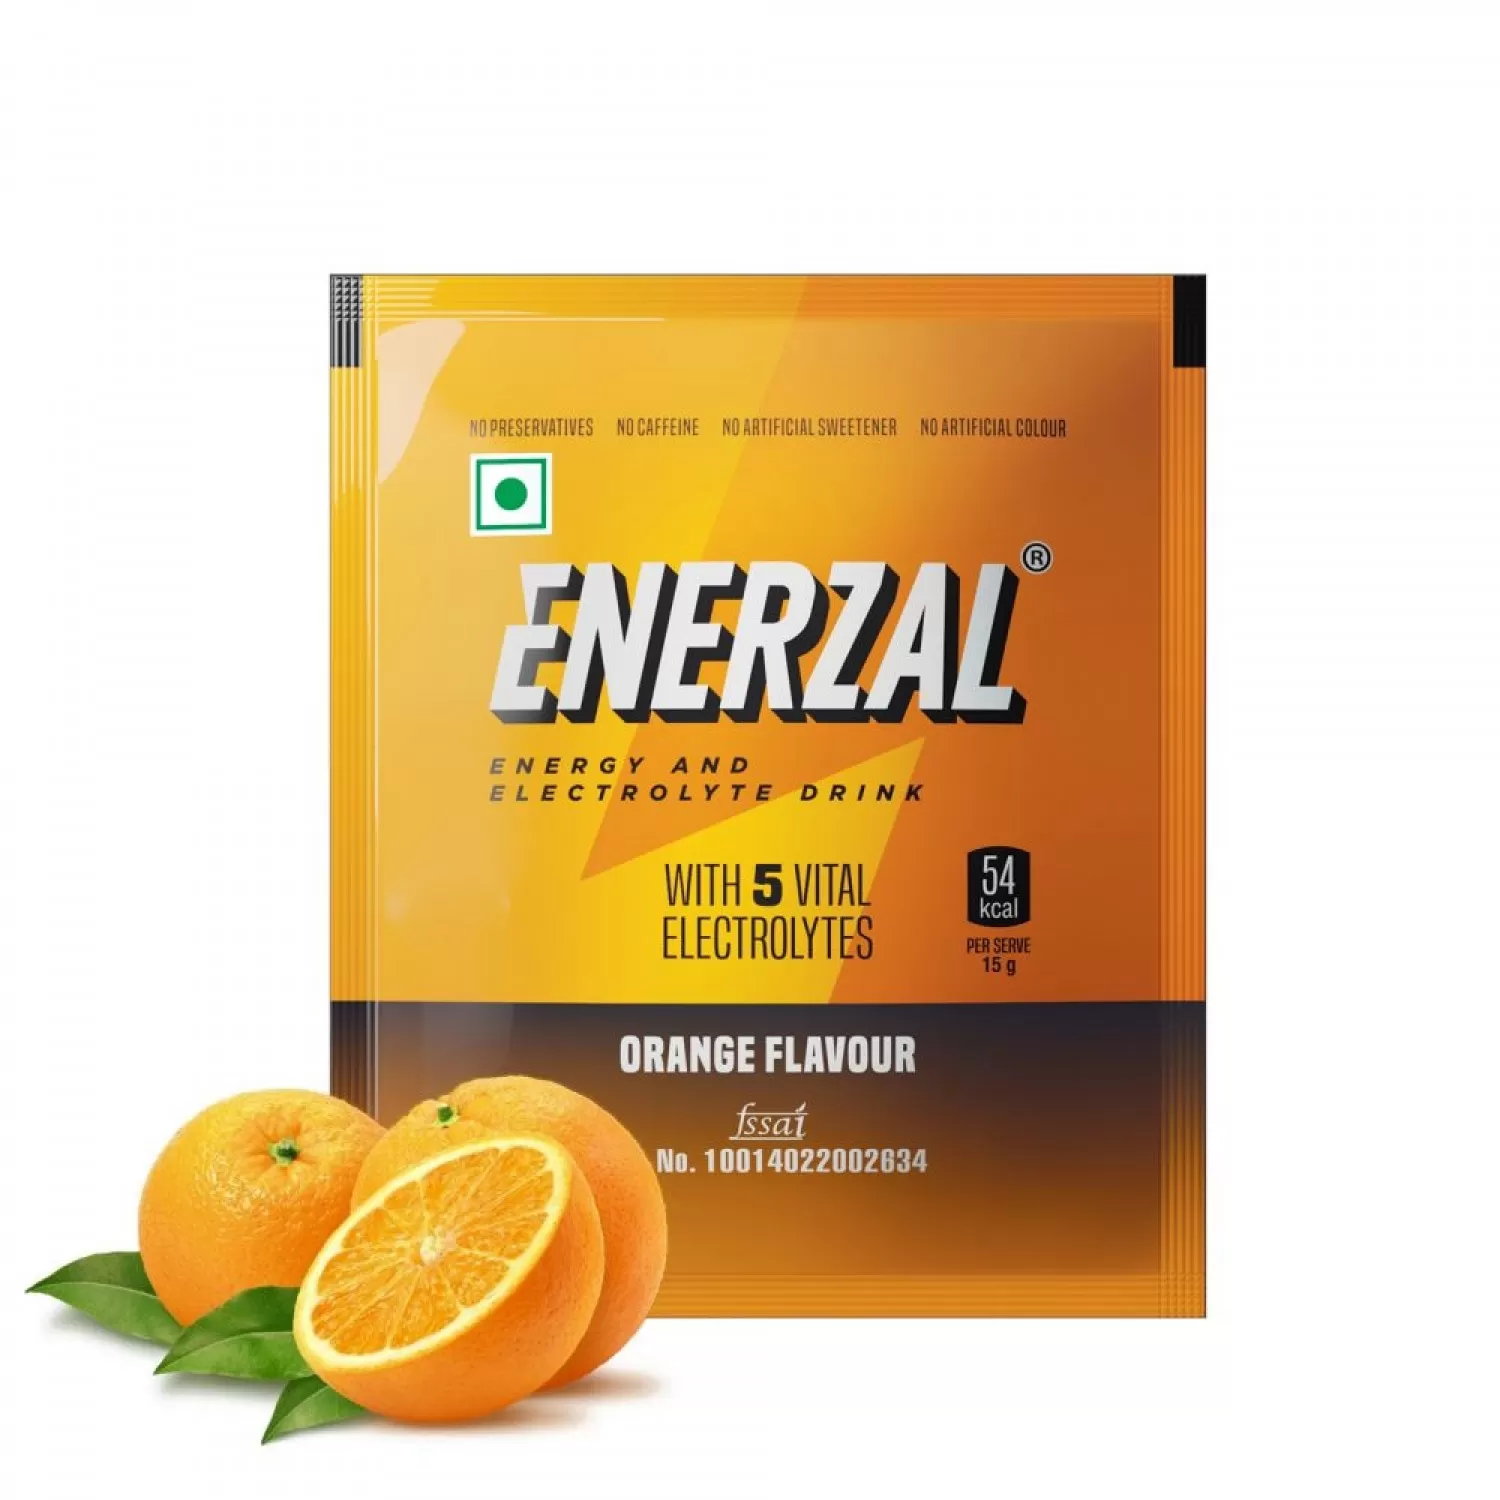 NO PRESERVATIVES NO CAFFEINE NO ARTIFICIAL SWEETENER NO ARTIFICIAL COLOUR
ENERZAL®
ENERGY AND
ELECTROLYTE DRINK
WITH 5 VITAL
ELECTROLYTES
54
kcal
PER SERVE
15 g
ORANGE FLAVOUR
fssai
No. 10014022002634